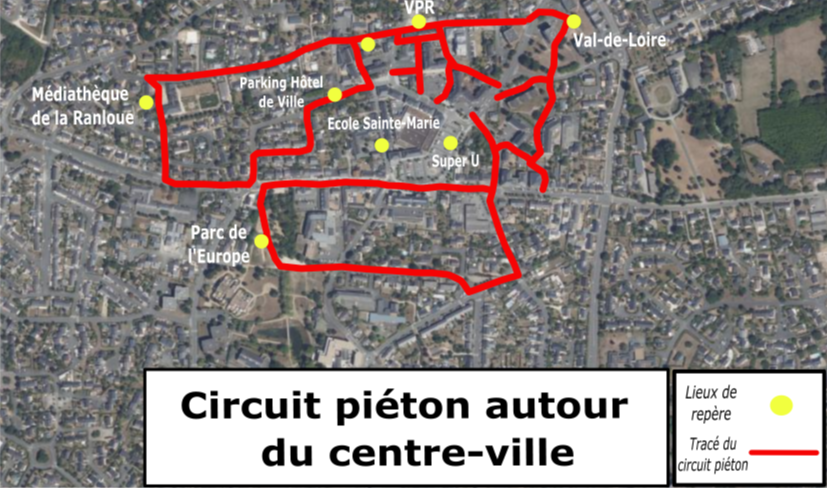 VPR
Val-de-Loire
Parking Hôtel
de Ville
Médiathèque
de la Ranloue
Ecole Sainte-Marie
Super U
Parc de
l'Europe
Circuit piéton autour
du centre-ville
Lieux de
repère
Tracé du
circuit piéton